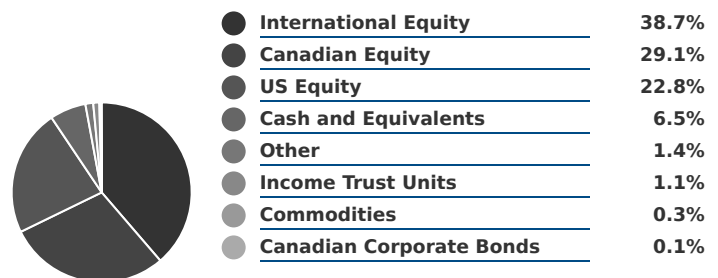 International Equity 38.7%
Canadian Equity 29.1%
US Equity 22.8%
Cash and Equivalents 6.5%
Other 1.4%
Income Trust Units 1.1%
Commodities 0.3%
Canadian Corporate Bonds 0.1%